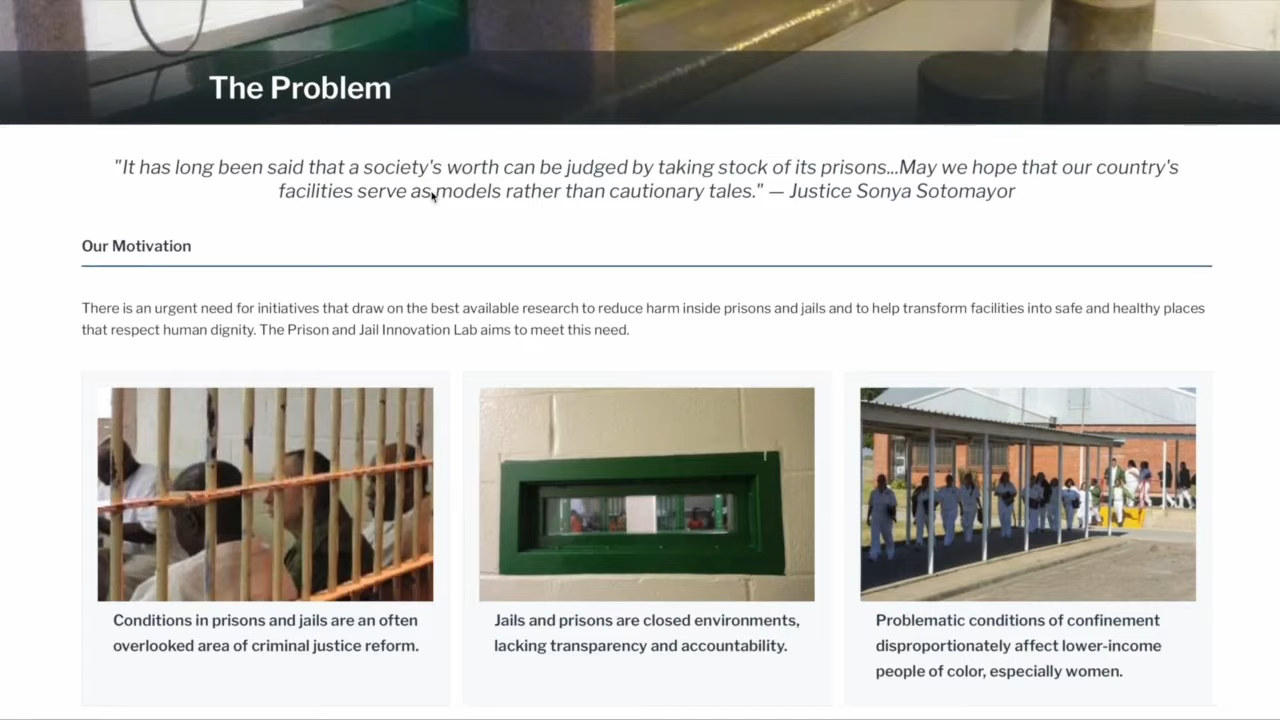 The Problem
"It has long been said that a society's worth can be judged by taking stock of its prisons...May we hope that our country's
facilities serve as models rather than cautionary tales." — Justice Sonya Sotomayor
Our Motivation
There is an urgent need for initiatives that draw on the best available research to reduce harm inside prisons and jails and to help transform facilities into safe and healthy places
that respect human dignity. The Prison and Jail Innovation Lab aims to meet this need.
Conditions in prisons and jails are an often
overlooked area of criminal justice reform.
Jails and prisons are closed environments,
lacking transparency and accountability.
Problematic conditions of confinement
disproportionately affect lower-income
people of color, especially women.